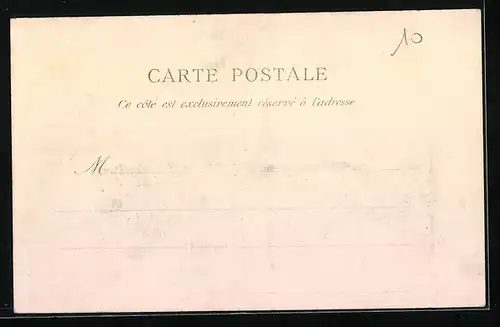 10
CARTE POSTALE
Ce côté est exclusivement réservé à l'adresse
M